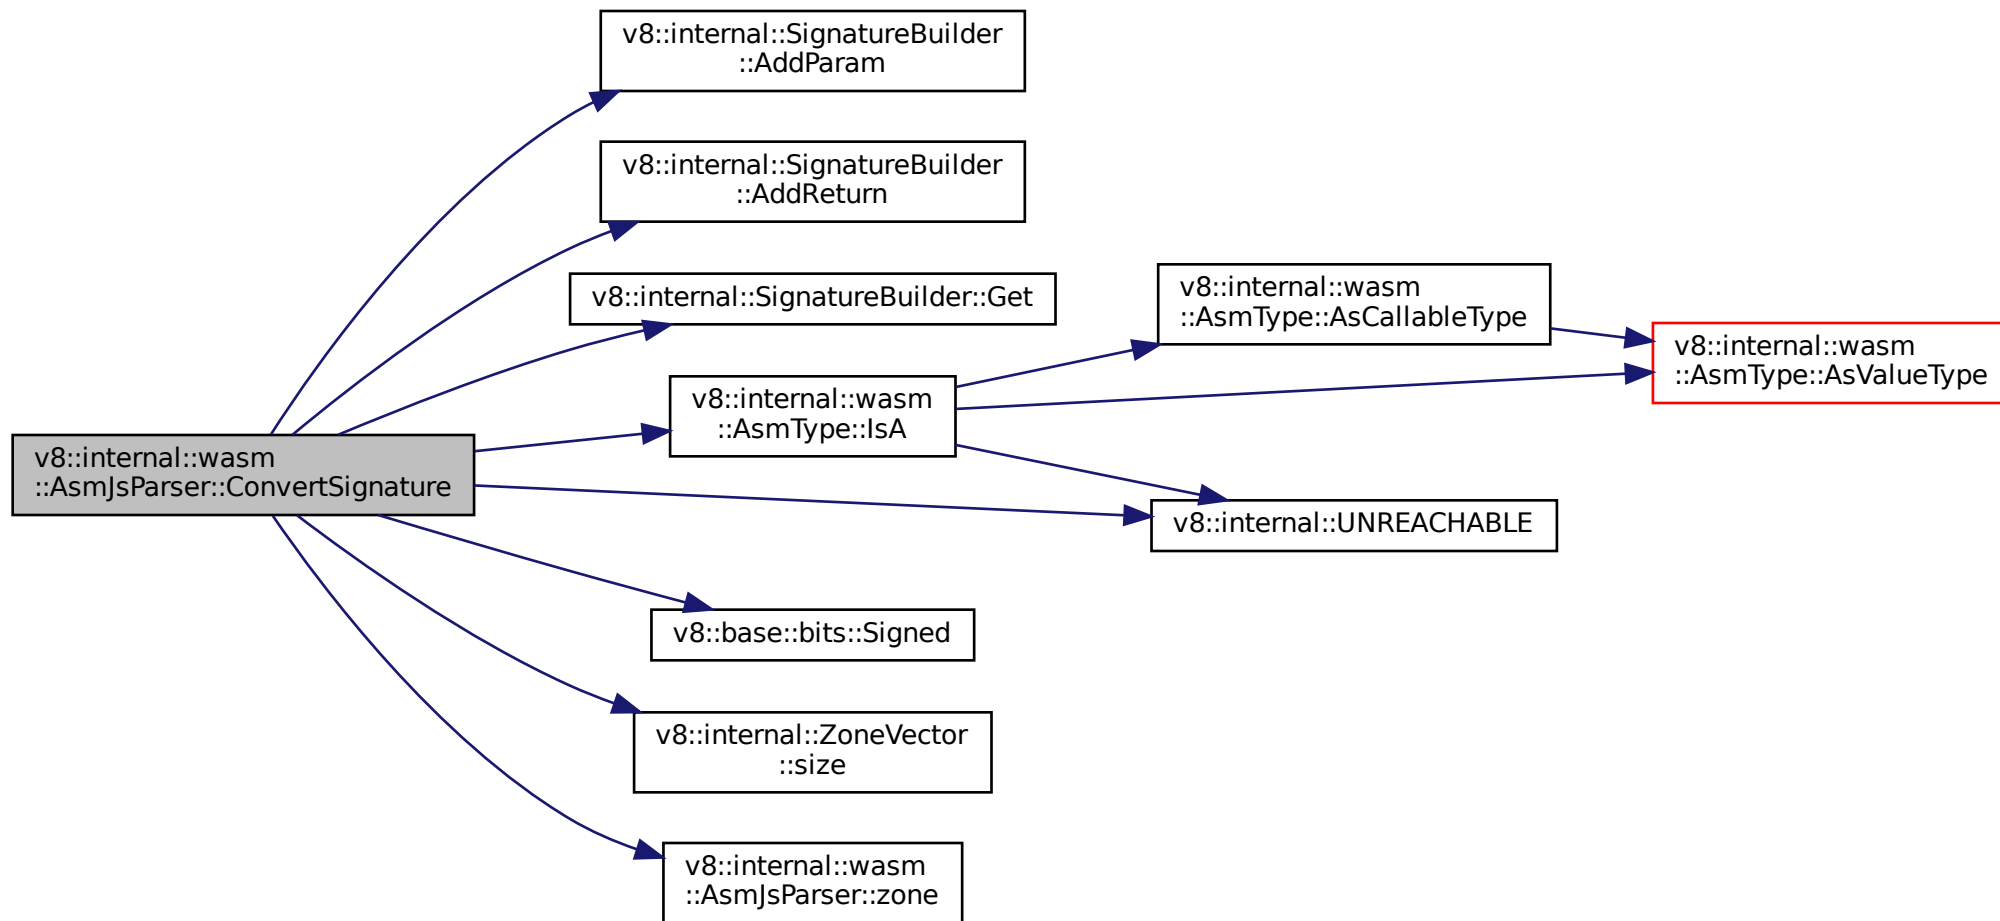 v8::internal::SignatureBuilder
::AddParam
v8::internal::SignatureBuilder
::AddReturn
v8::internal::SignatureBuilder::Get
v8::internal::wasm
::AsmType::IsA
v8::internal::wasm
::AsmType::AsCallableType
v8::internal::wasm
::AsmType::AsValueType
v8::internal::wasm
::AsmJsParser::ConvertSignature
v8::internal::UNREACHABLE
v8::base::bits::Signed
v8::internal::ZoneVector
::size
v8::internal::wasm
::AsmJsParser::zone